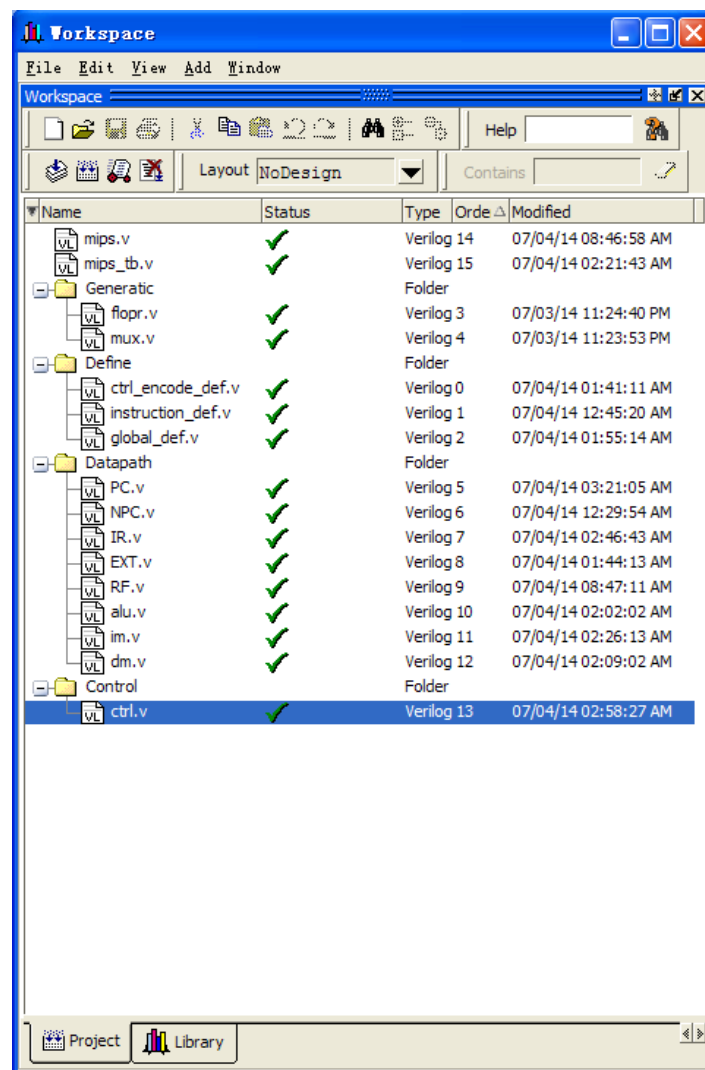 Workspace
File Edit View Add Window
Workspace
Help
Layout NoDesign Contains
Name Status Type Orde Modified
mips.v Verilog 14 07/04/14 08:46:58 AM
mips_tb.v Verilog 15 07/04/14 02:21:43 AM
Generatic Folder
flopr.v Verilog 3 07/03/14 11:24:40 PM
mux.v Verilog 4 07/03/14 11:23:53 PM
Define Folder
ctrl_encode_def.v Verilog 0 07/04/14 01:41:11 AM
instruction_def.v Verilog 1 07/04/14 12:45:20 AM
global_def.v Verilog 2 07/04/14 01:55:14 AM
Datapath Folder
PC.v Verilog 5 07/04/14 03:21:05 AM
NPC.v Verilog 6 07/04/14 12:29:54 AM
IR.v Verilog 7 07/04/14 02:46:43 AM
EXT.v Verilog 8 07/04/14 01:44:13 AM
RF.v Verilog 9 07/04/14 08:47:11 AM
alu.v Verilog 10 07/04/14 02:02:02 AM
im.v Verilog 11 07/04/14 02:26:13 AM
dm.v Verilog 12 07/04/14 02:09:02 AM
Control Folder
ctrl.v Verilog 13 07/04/14 02:58:27 AM
Project Library